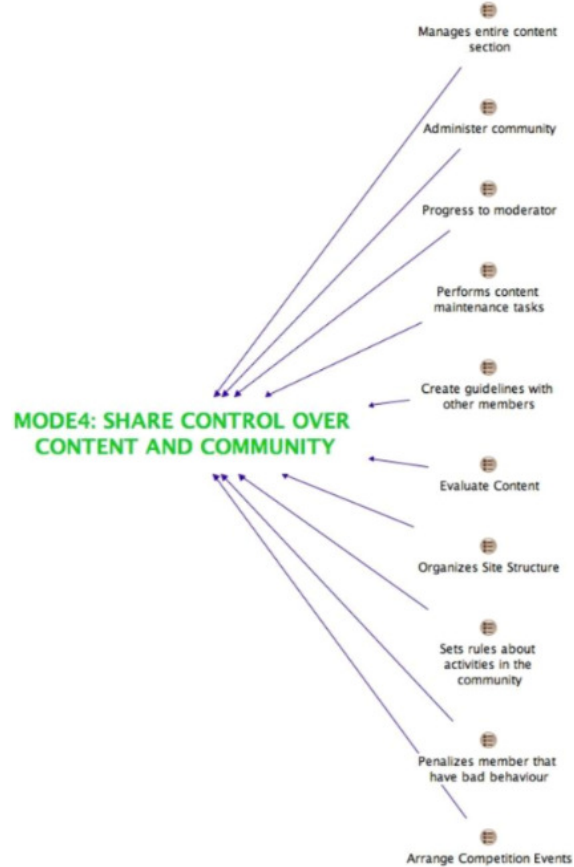 Manages entire content
section
Administer community
Progress to moderator
Performs content
maintenance tasks
MODE4: SHARE CONTROL OVER
CONTENT AND COMMUNITY
Create guidelines with
other members
Evaluate Content
Organizes Site Structure
Sets rules about
activities in the
community
Penalizes member that
have bad behaviour
Arrange Competition Events